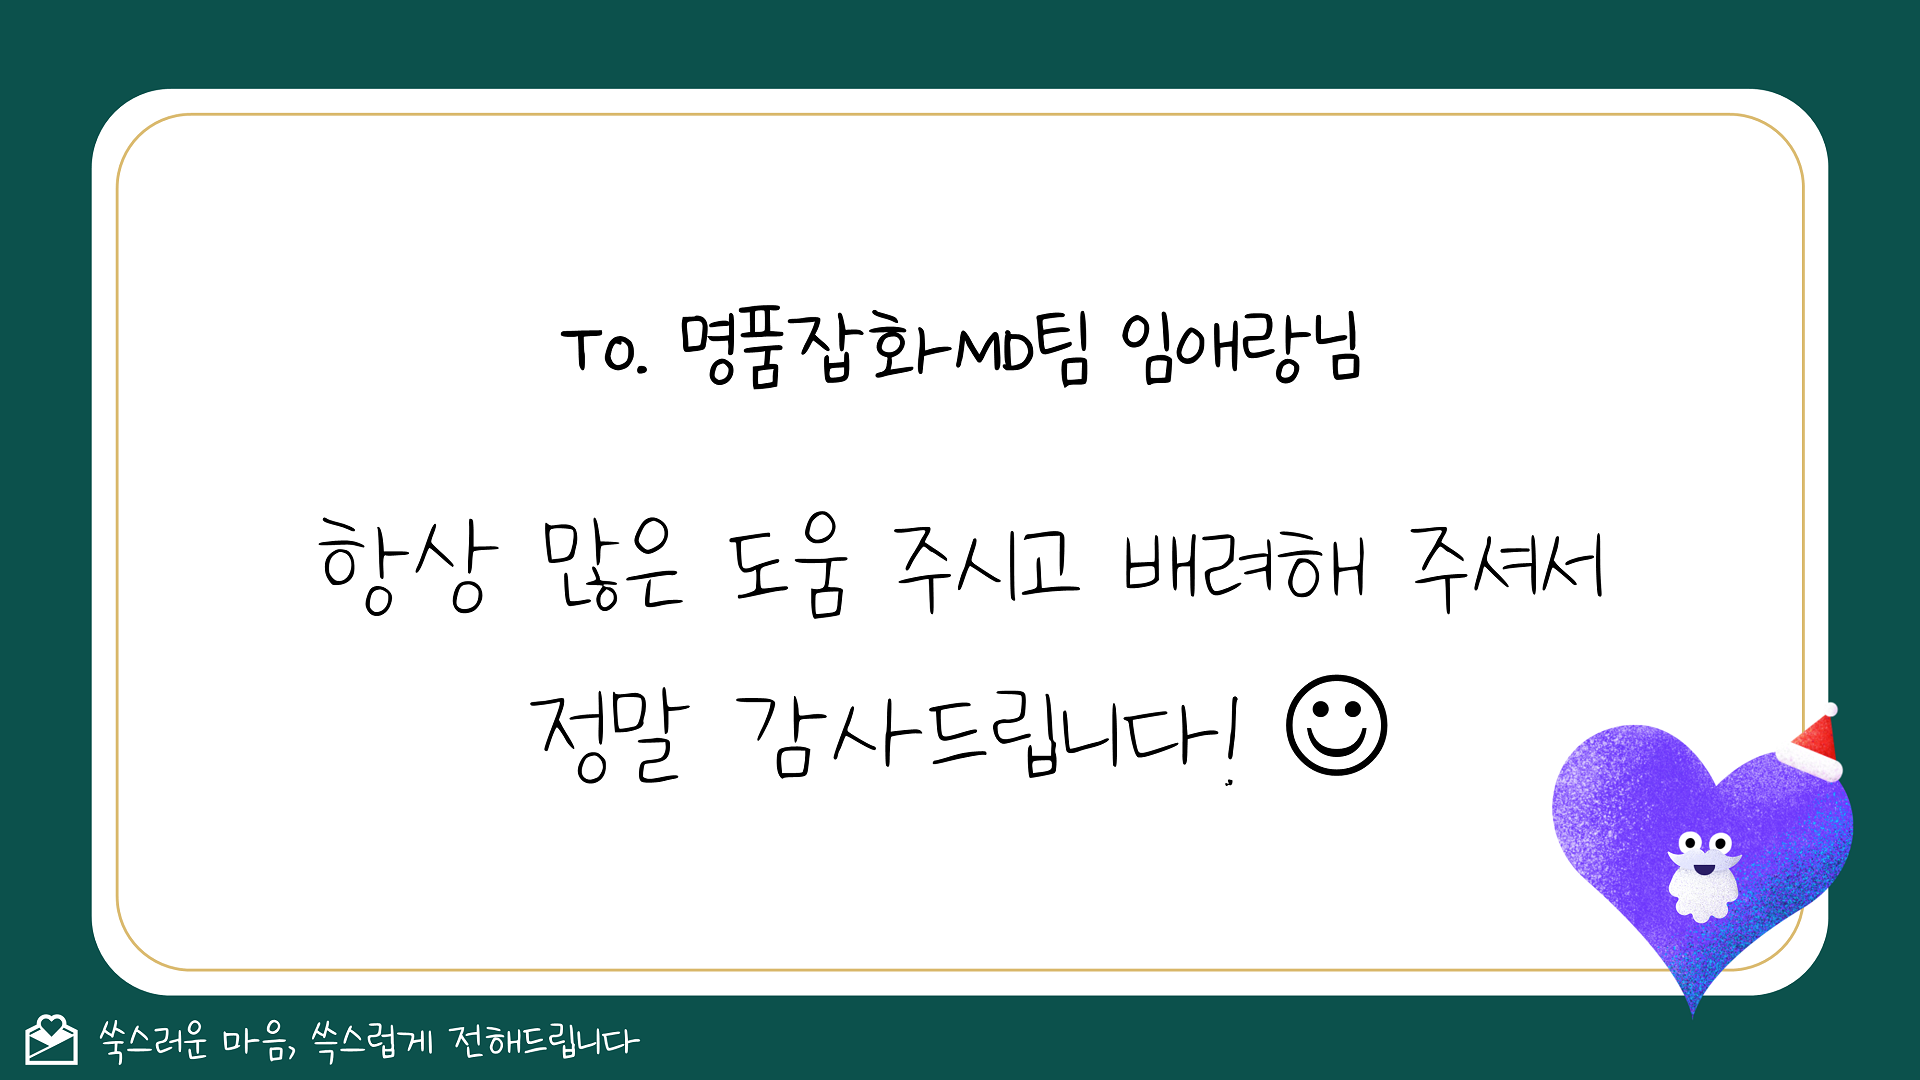 To. 명품잡화MD팀 임애랑님
항상 많은 도움 주시고 배려해 주셔서
정말 감사드립니다! ☺
쑥스러운 마음, 쓱스럽게 전해드립니다